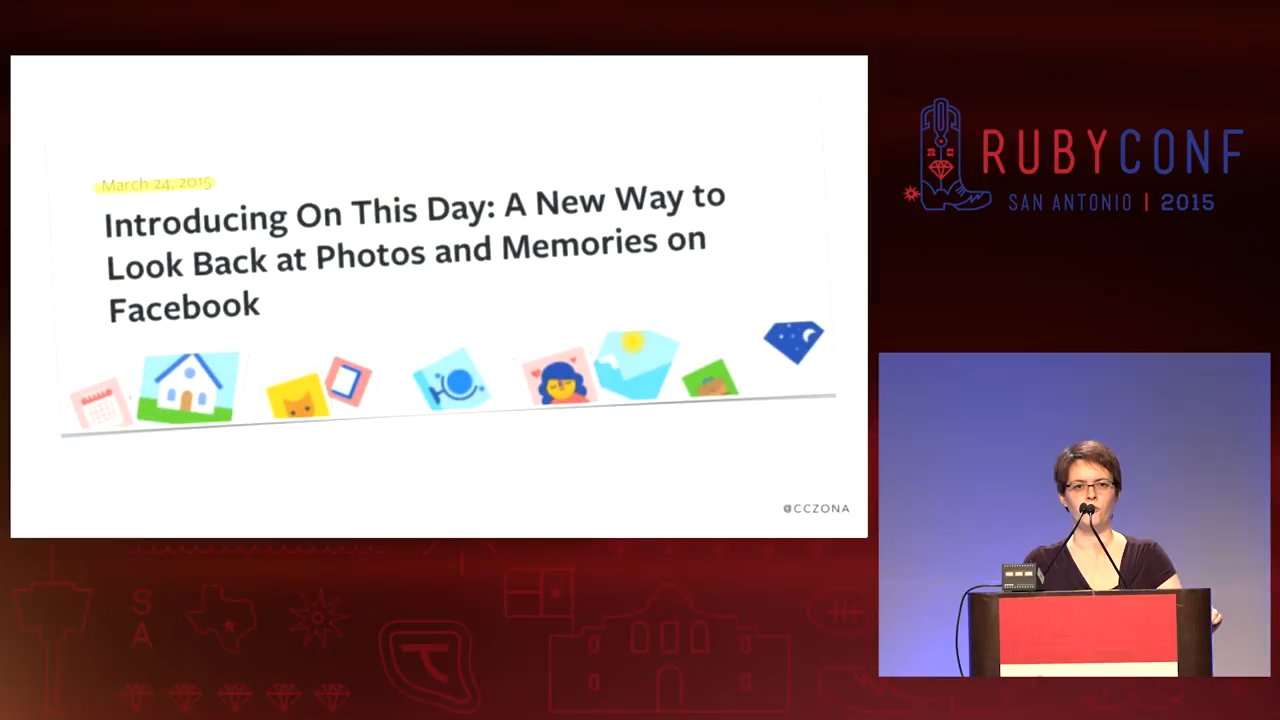 March 24, 2015
Introducing On This Day: A New Way to
Look Back at Photos and Memories on
Facebook
@CCZONA
RUBYCONF
SAN ANTONIO | 2015
S
A